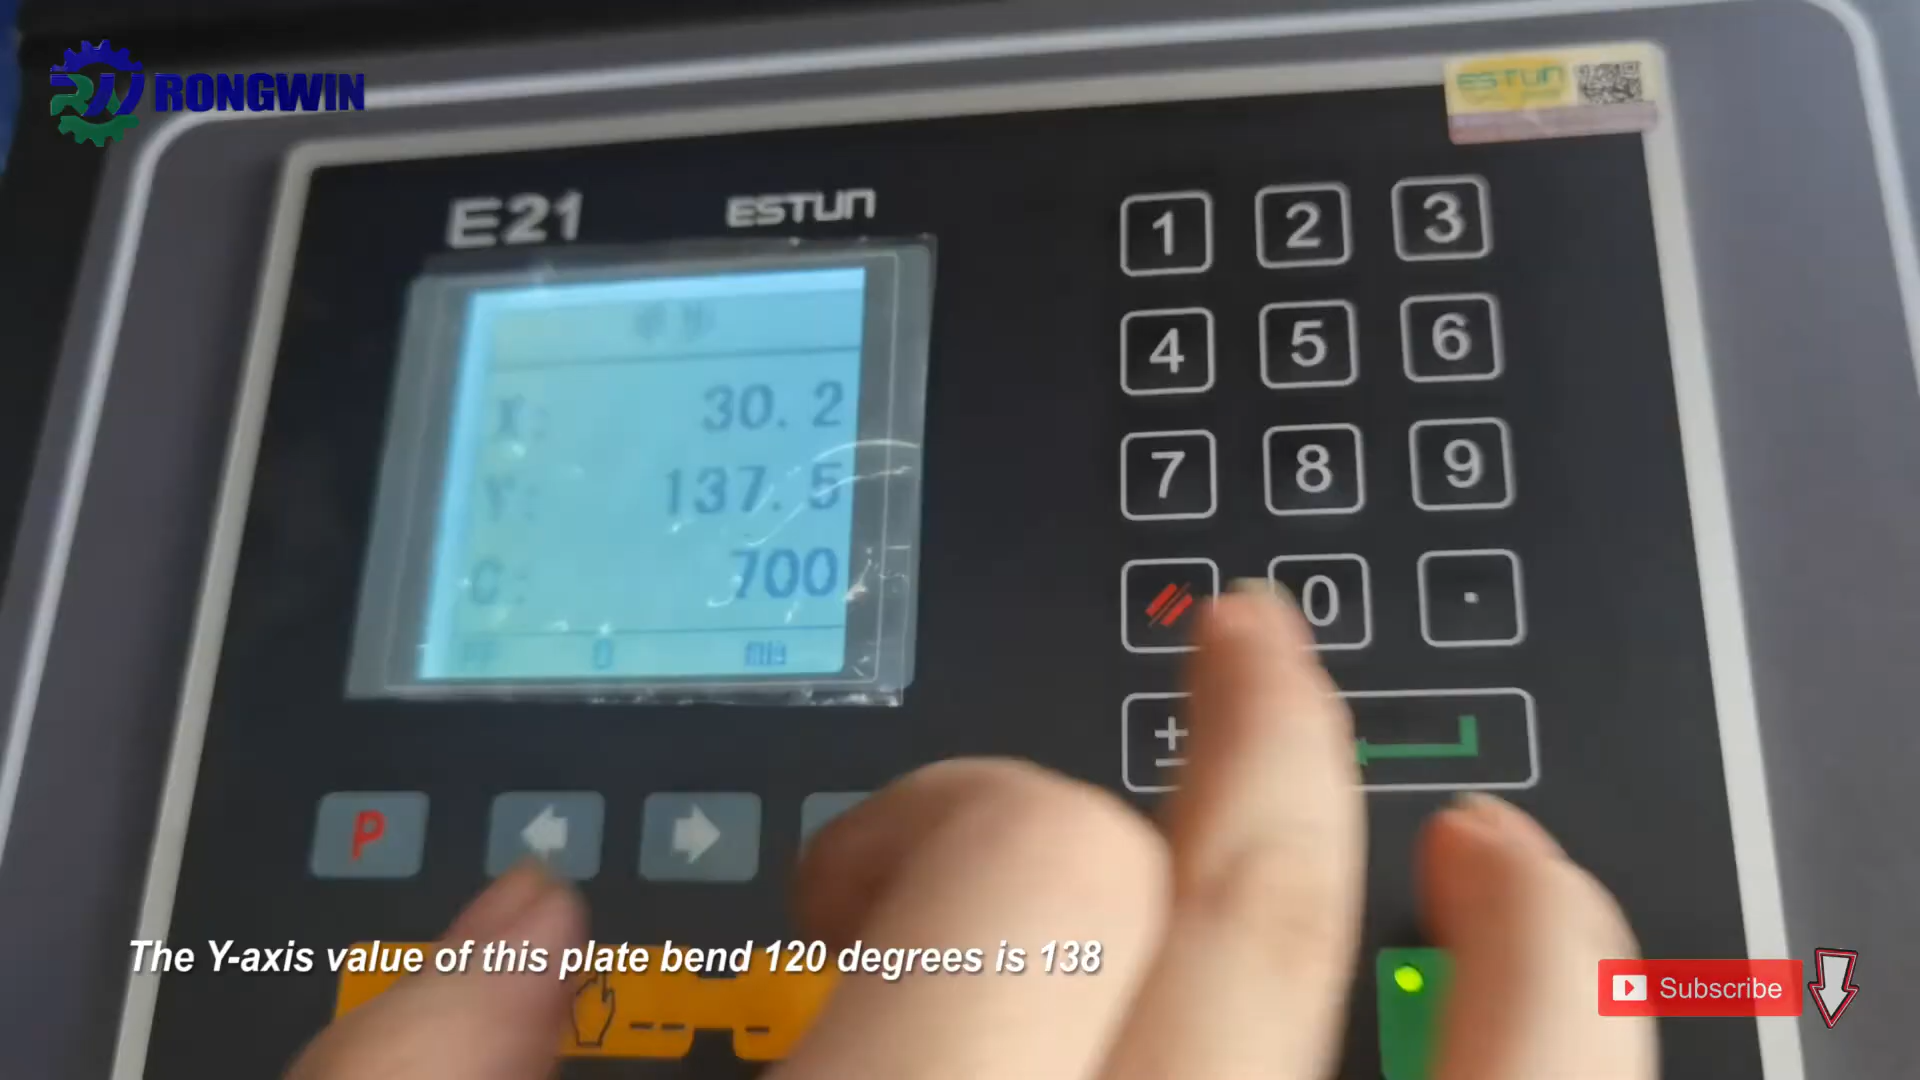 RONGWIN
ESTUN
E21 ESTUN
X: 30.2
Y: 137.5
C: 700
0
1 2 3
4 5 6
7 8 9
0 .
±
P
The Y-axis value of this plate bend 120 degrees is 138
Subscribe